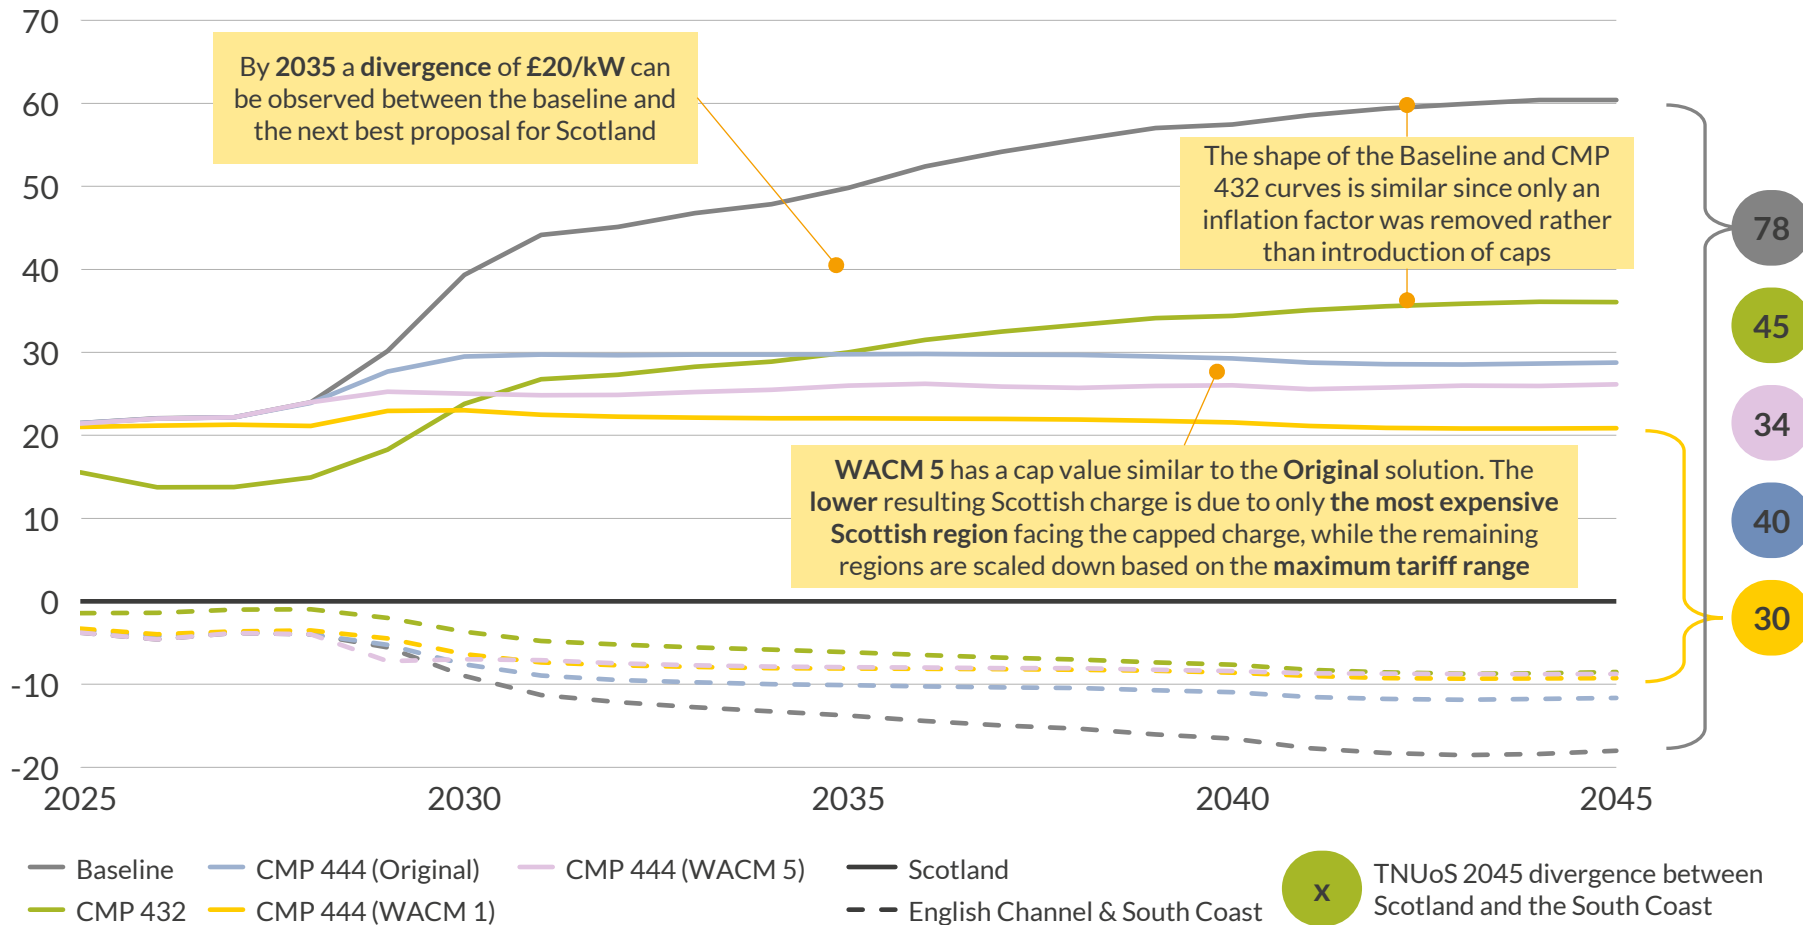 70
60
50
40
30
20
10
0
-10
-20
2025
2030
2035
2040
2045
By 2035 a divergence of £20/kW can
be observed between the baseline and
the next best proposal for Scotland
The shape of the Baseline and CMP
432 curves is similar since only an
inflation factor was removed rather
than introduction of caps
WACM 5 has a cap value similar to the Original solution. The
lower resulting Scottish charge is due to only the most expensive
Scottish region facing the capped charge, while the remaining
regions are scaled down based on the maximum tariff range
78
45
34
40
30
Baseline
CMP 444 (Original)
CMP 444 (WACM 5)
Scotland
CMP 432
CMP 444 (WACM 1)
English Channel & South Coast
x
TNUoS 2045 divergence between
Scotland and the South Coast